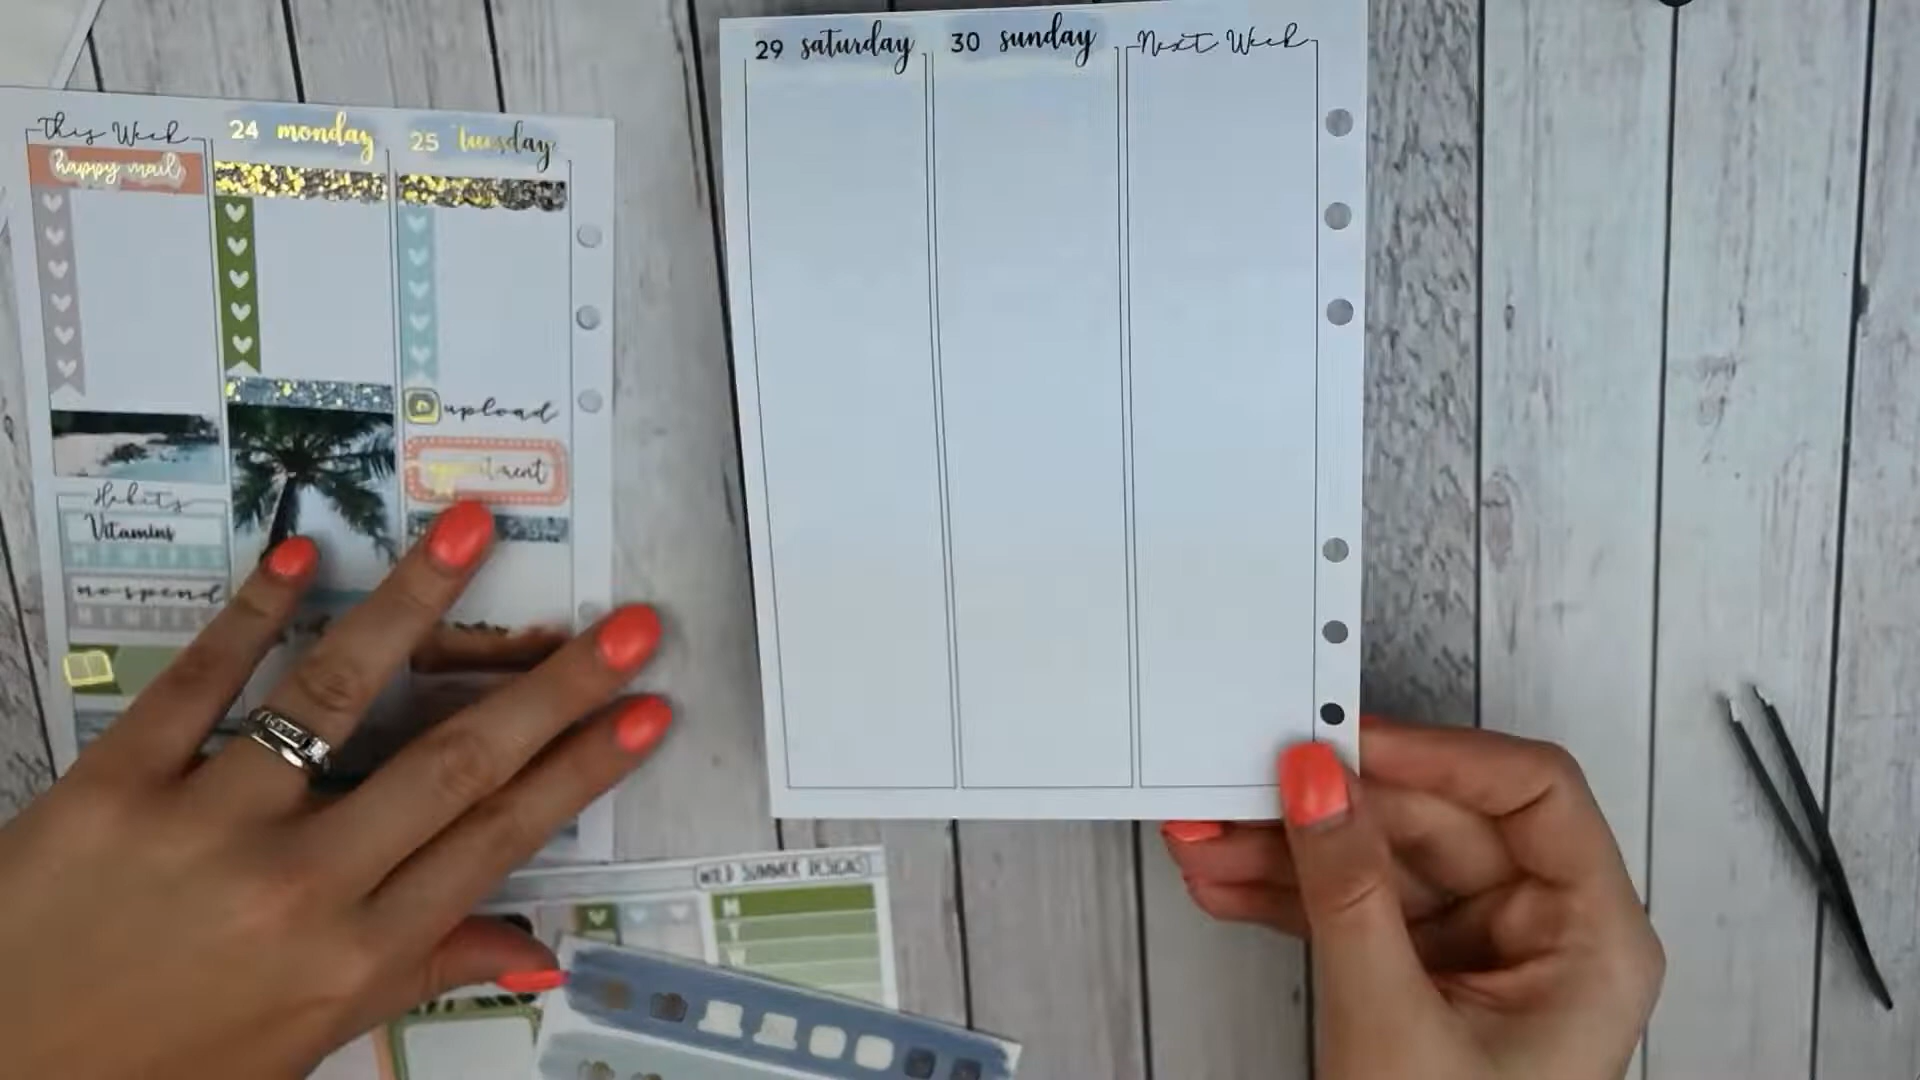 This Week
24 monday
25 tuesday
happy mail
upload
Habits
Vitamins
no spend
29 saturday
30 sunday
Next Week
WILD SUMMER DESIGNS
M
T
W